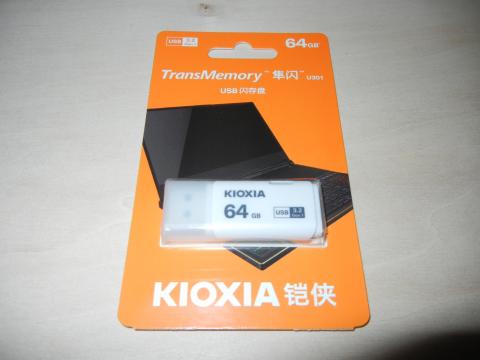 USB 3.2 64GB
TransMemory™ 隼闪™ U301
USB 闪存盘
KIOXIA
64 GB USB 3.2
KIOXIA 铠侠